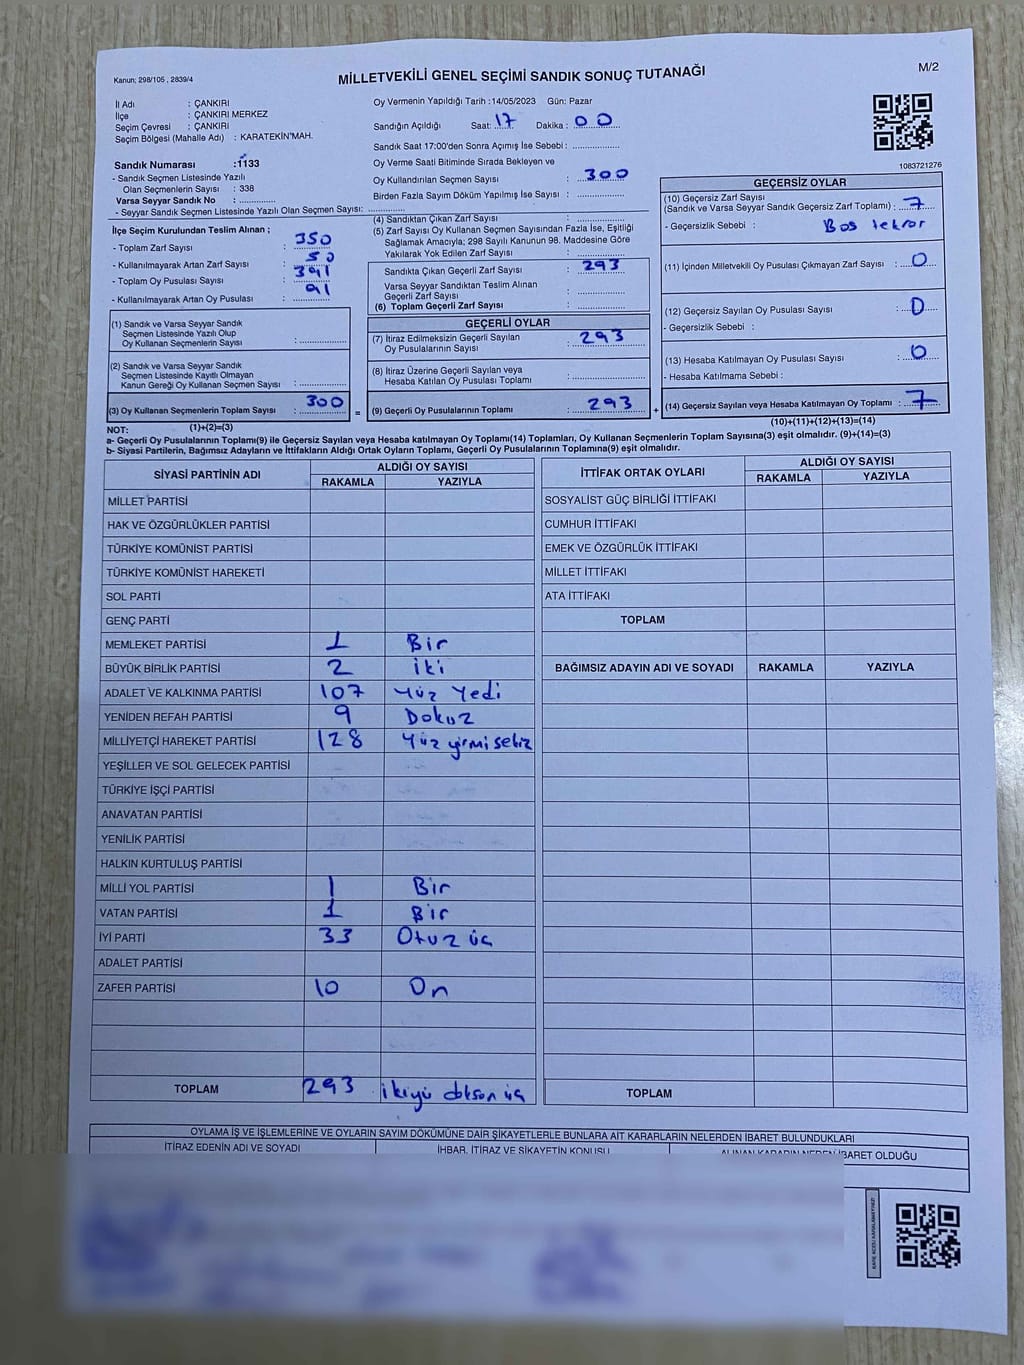 Kanun; 298/105 , 2839/4
MİLLETVEKİLİ GENEL SEÇİMİ SANDIK SONUÇ TUTANAĞI
M/2
İl Adı : ÇANKIRI
İlçe : ÇANKIRI MERKEZ
Seçim Çevresi : ÇANKIRI
Seçim Bölgesi (Mahalle Adı) : KARATEKİN MAH.
Sandık Numarası :1133
- Sandık Seçmen Listesinde Yazılı
Olan Seçmenlerin Sayısı : 338
Varsa Seyyar Sandık No :
- Seyyar Sandık Seçmen Listesinde Yazılı Olan Seçmen Sayısı:
İlçe Seçim Kurulundan Teslim Alınan ;
- Toplam Zarf Sayısı : 350
- Kullanılmayarak Artan Zarf Sayısı : 50
- Toplam Oy Pusulası Sayısı : 391
- Kullanılmayarak Artan Oy Pusulası : 91
(1) Sandık ve Varsa Seyyar Sandık
Seçmen Listesinde Yazılı Olup
Oy Kullanan Seçmenlerin Sayısı :
(2) Sandık ve Varsa Seyyar Sandık
Seçmen Listesinde Kayıtlı Olmayan
Kanun Gereği Oy Kullanan Seçmen Sayısı :
(3) Oy Kullanan Seçmenlerin Toplam Sayısı : 300
(1)+(2)=(3)
Oy Vermenin Yapıldığı Tarih :14/05/2023 Gün: Pazar
Sandığın Açıldığı Saat: 17 Dakika : 00
Sandık Saat 17:00'den Sonra Açımış İse Sebebi :
Oy Verme Saati Bitiminde Sırada Bekleyen ve
Oy Kullandırılan Seçmen Sayısı : 300
Birden Fazla Sayım Döküm Yapılmış İse Sayısı :
(4) Sandıktan Çıkan Zarf Sayısı :
(5) Zarf Sayısı Oy Kullanan Seçmen Sayısından Fazla İse, Eşitliği
Sağlamak Amacıyla; 298 Sayılı Kanunun 98. Maddesine Göre
Yakılarak Yok Edilen Zarf Sayısı :
Sandıkta Çıkan Geçerli Zarf Sayısı : 293
Varsa Seyyar Sandıktan Teslim Alınan
Geçerli Zarf Sayısı :
(6) Toplam Geçerli Zarf Sayısı :
GEÇERLİ OYLAR
(7) İtiraz Edilmeksizin Geçerli Sayılan
Oy Pusulalarının Sayısı : 293
(8) İtiraz Üzerine Geçerli Sayılan veya
Hesaba Katılan Oy Pusulası Toplamı :
= (9) Geçerli Oy Pusulalarının Toplamı : 293
1083721276
GEÇERSİZ OYLAR
(10) Geçersiz Zarf Sayısı
(Sandık ve Varsa Seyyar Sandık Geçersiz Zarf Toplamı) : 7
- Geçersizlik Sebebi : Boş tekrar
(11) İçinden Milletvekili Oy Pusulası Çıkmayan Zarf Sayısı : 0
(12) Geçersiz Sayılan Oy Pusulası Sayısı : 0
- Geçersizlik Sebebi :
(13) Hesaba Katılmayan Oy Pusulası Sayısı : 0
- Hesaba Katılmama Sebebi :
+ (14) Geçersiz Sayılan veya Hesaba Katılmayan Oy Toplamı : 7
(10)+(11)+(12)+(13)=(14)
NOT:
a- Geçerli Oy Pusulalarının Toplamı(9) ile Geçersiz Sayılan veya Hesaba katılmayan Oy Toplamı(14) Toplamları, Oy Kullanan Seçmenlerin Toplam Sayısına(3) eşit olmalıdır. (9)+(14)=(3)
b- Siyasi Partilerin, Bağımsız Adayların ve İttifakların Aldığı Ortak Oyların Toplamı, Geçerli Oy Pusulalarının Toplamına(9) eşit olmalıdır.
SİYASİ PARTİNİN ADI ALDIĞI OY SAYISI
RAKAMLA YAZIYLA
MİLLET PARTİSİ
HAK VE ÖZGÜRLÜKLER PARTİSİ
TÜRKİYE KOMÜNİST PARTİSİ
TÜRKİYE KOMÜNİST HAREKETİ
SOL PARTİ
GENÇ PARTİ
MEMLEKET PARTİSİ 1 Bir
BÜYÜK BİRLİK PARTİSİ 2 iki
ADALET VE KALKINMA PARTİSİ 107 Yüz Yedi
YENİDEN REFAH PARTİSİ 9 Dokuz
MİLLİYETÇİ HAREKET PARTİSİ 128 Yüz yirmi sekiz
YEŞİLLER VE SOL GELECEK PARTİSİ
TÜRKİYE İŞÇİ PARTİSİ
ANAVATAN PARTİSİ
YENİLİK PARTİSİ
HALKIN KURTULUŞ PARTİSİ
MİLLİ YOL PARTİSİ 1 Bir
VATAN PARTİSİ 1 Bir
İYİ PARTİ 33 Otuz üç
ADALET PARTİSİ
ZAFER PARTİSİ 10 On
TOPLAM 293 ikiyü doksan üç
İTTİFAK ORTAK OYLARI ALDIĞI OY SAYISI
RAKAMLA YAZIYLA
SOSYALİST GÜÇ BİRLİĞİ İTTİFAKI
CUMHUR İTTİFAKI
EMEK VE ÖZGÜRLÜK İTTİFAKI
MİLLET İTTİFAKI
ATA İTTİFAKI
TOPLAM
BAĞIMSIZ ADAYIN ADI VE SOYADI RAKAMLA YAZIYLA
TOPLAM
OYLAMA İŞ VE İŞLEMLERİNE VE OYLARIN SAYIM DÖKÜMÜNE DAİR ŞİKAYETLERLE BUNLARA AİT KARARLARIN NELERDEN İBARET BULUNDUKLARI
İTİRAZ EDENİN ADI VE SOYADI İHBAR, İTİRAZ VE ŞİKAYETİN KONUSU ALINAN KARARIN NEDEN İBARET OLDUĞU